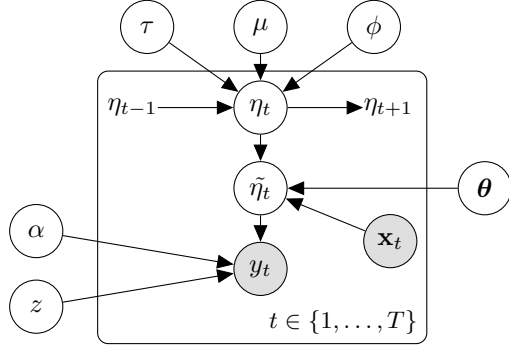 τ μ ϕ
η_{t−1} η_t η_{t+1}
η̃_t θ
α x_t
y_t
z
t ∈ {1, . . . , T}